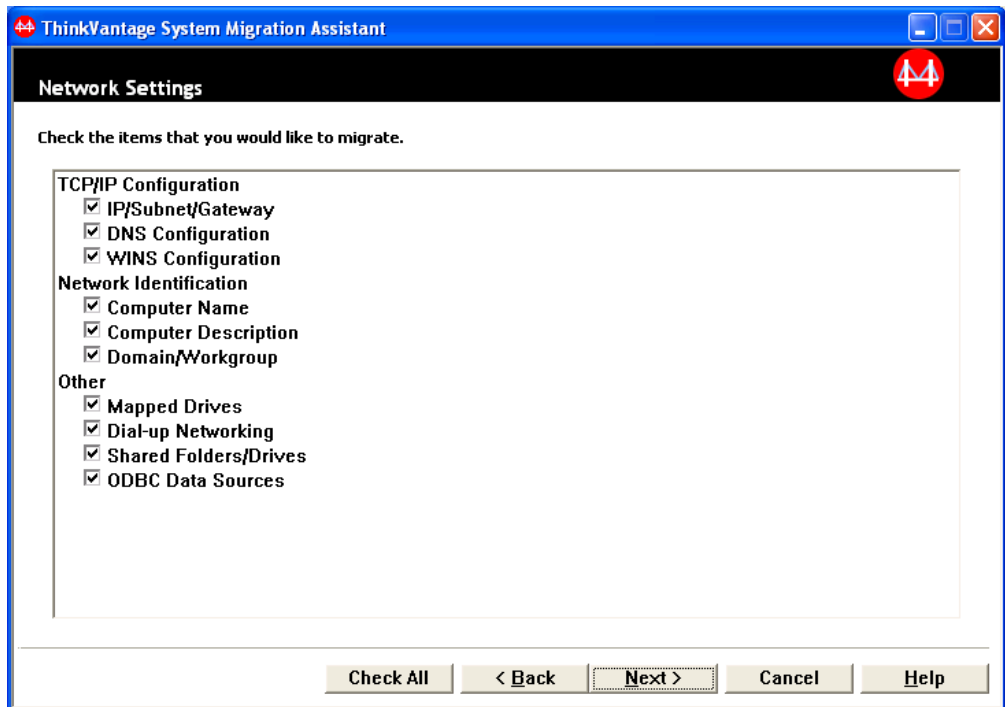 ThinkVantage System Migration Assistant
Network Settings
Check the items that you would like to migrate.
TCP/IP Configuration
IP/Subnet/Gateway
DNS Configuration
WINS Configuration
Network Identification
Computer Name
Computer Description
Domain/Workgroup
Other
Mapped Drives
Dial-up Networking
Shared Folders/Drives
ODBC Data Sources
Check All < Back Next > Cancel Help